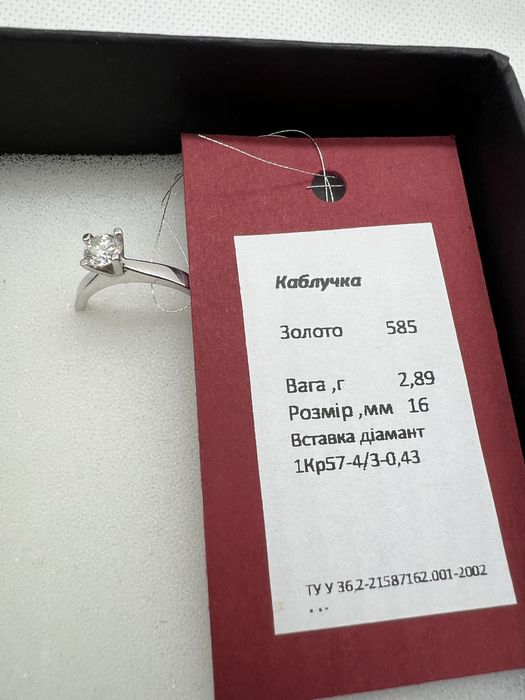 Каблучка
Золото 585
Вага ,г 2,89
Розмір ,мм 16
Вставка діамант
1Кр57-4/3-0,43
ТУ У 36,2-21587162.001-2002
...